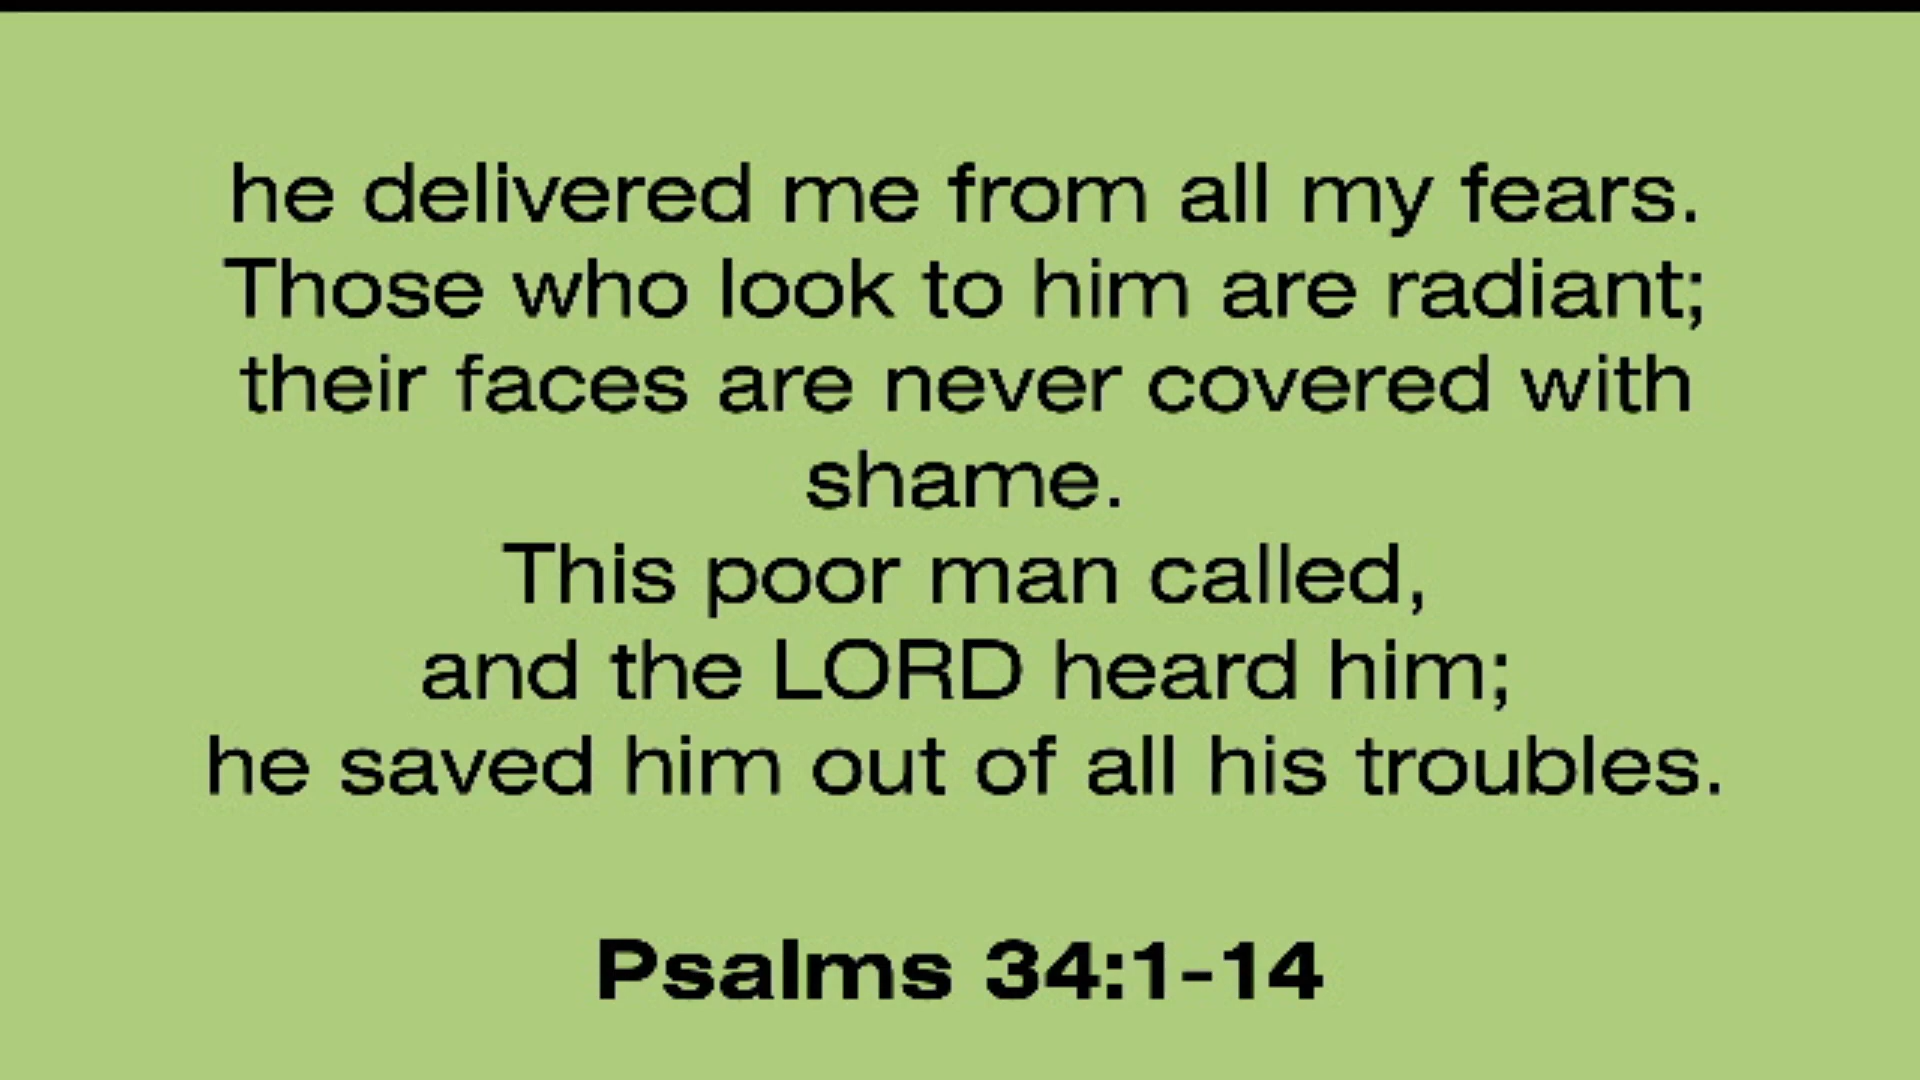 he delivered me from all my fears.
Those who look to him are radiant;
their faces are never covered with
shame.
This poor man called,
and the LORD heard him;
he saved him out of all his troubles.
Psalms 34:1-14